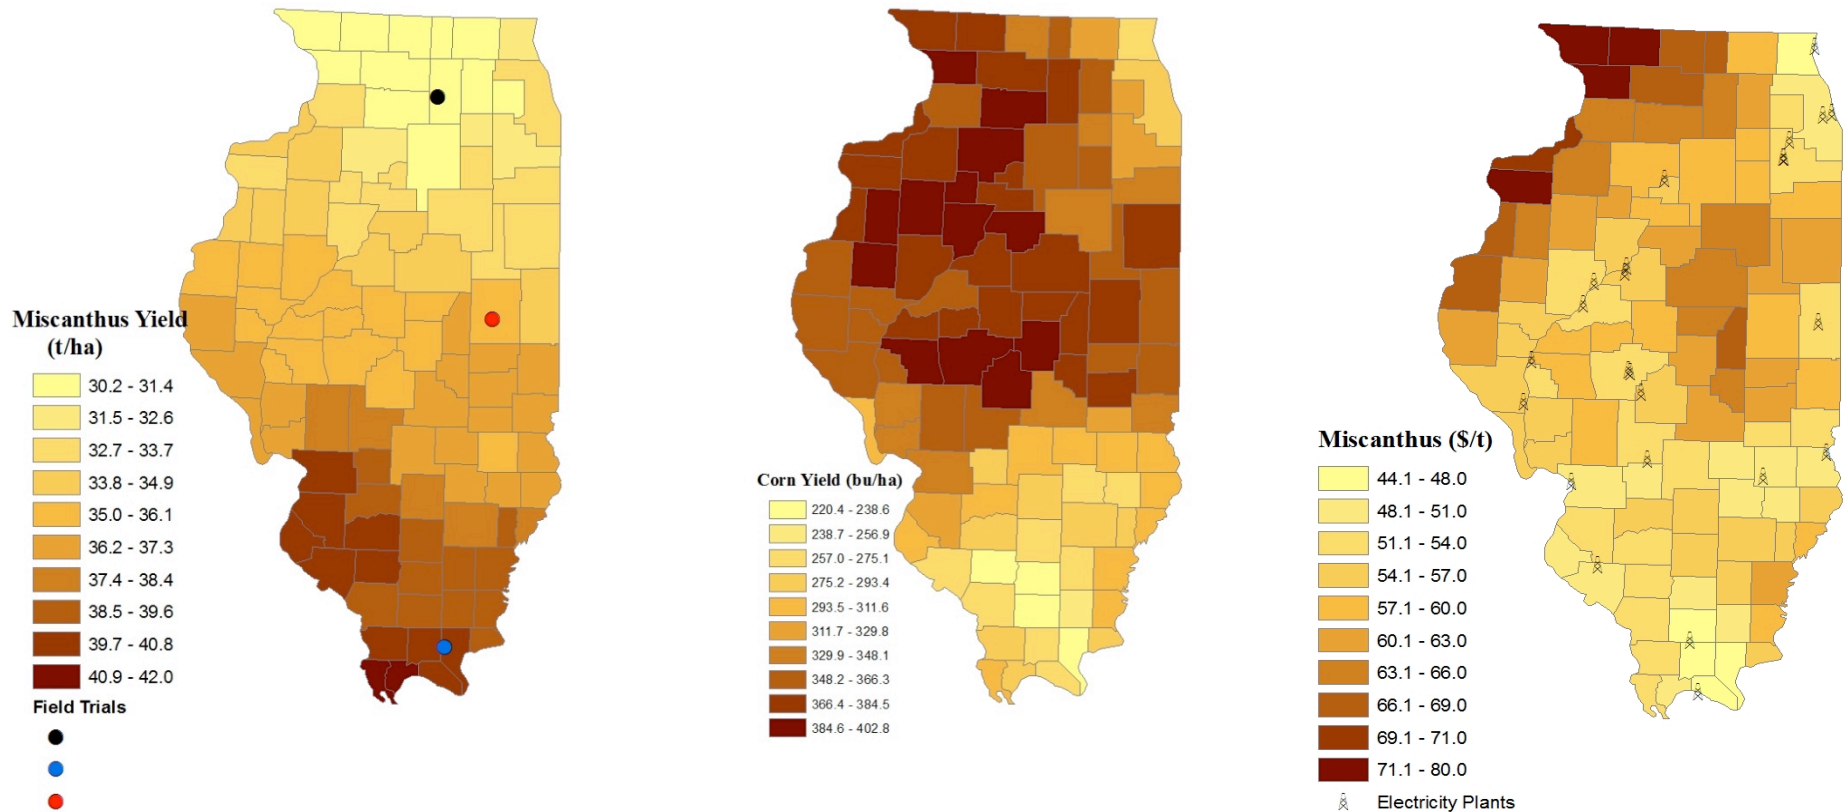 Miscanthus Yield
(t/ha)
30.2 - 31.4
31.5 - 32.6
32.7 - 33.7
33.8 - 34.9
35.0 - 36.1
36.2 - 37.3
37.4 - 38.4
38.5 - 39.6
39.7 - 40.8
40.9 - 42.0
Field Trials
Corn Yield (bu/ha)
220.4 - 238.6
238.7 - 256.9
257.0 - 275.1
275.2 - 293.4
293.5 - 311.6
311.7 - 329.8
329.9 - 348.1
348.2 - 366.3
366.4 - 384.5
384.6 - 402.8
Miscanthus ($/t)
44.1 - 48.0
48.1 - 51.0
51.1 - 54.0
54.1 - 57.0
57.1 - 60.0
60.1 - 63.0
63.1 - 66.0
66.1 - 69.0
69.1 - 71.0
71.1 - 80.0
Electricity Plants